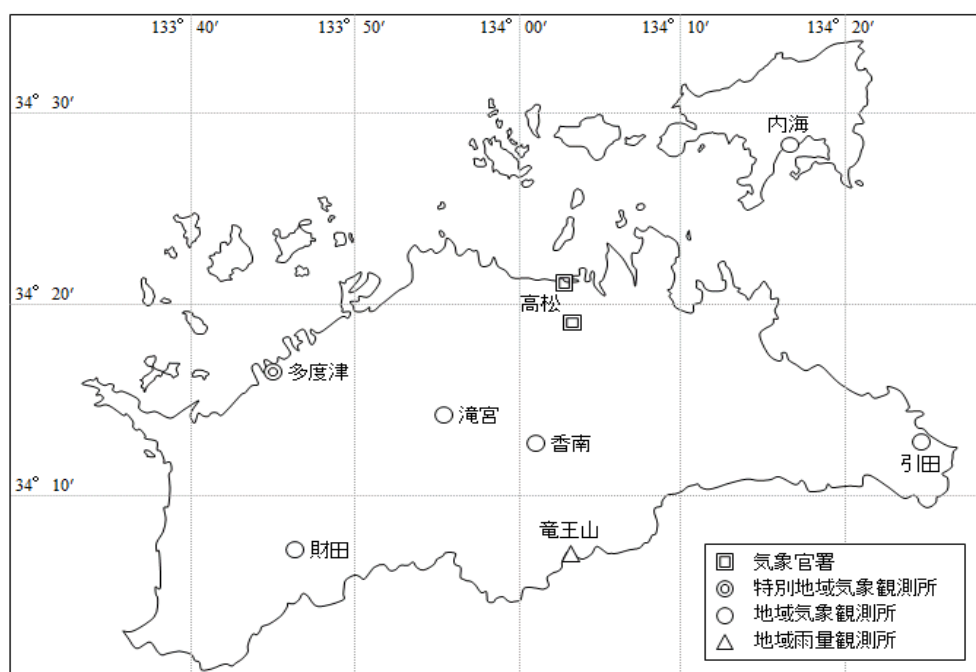 133° 40′
133° 50′
134° 00′
134° 10′
134° 20′
34° 30′
内海
34° 20′
高松
多度津
滝宮
香南
引田
34° 10′
竜王山
財田
気象官署
特別地域気象観測所
地域気象観測所
地域雨量観測所